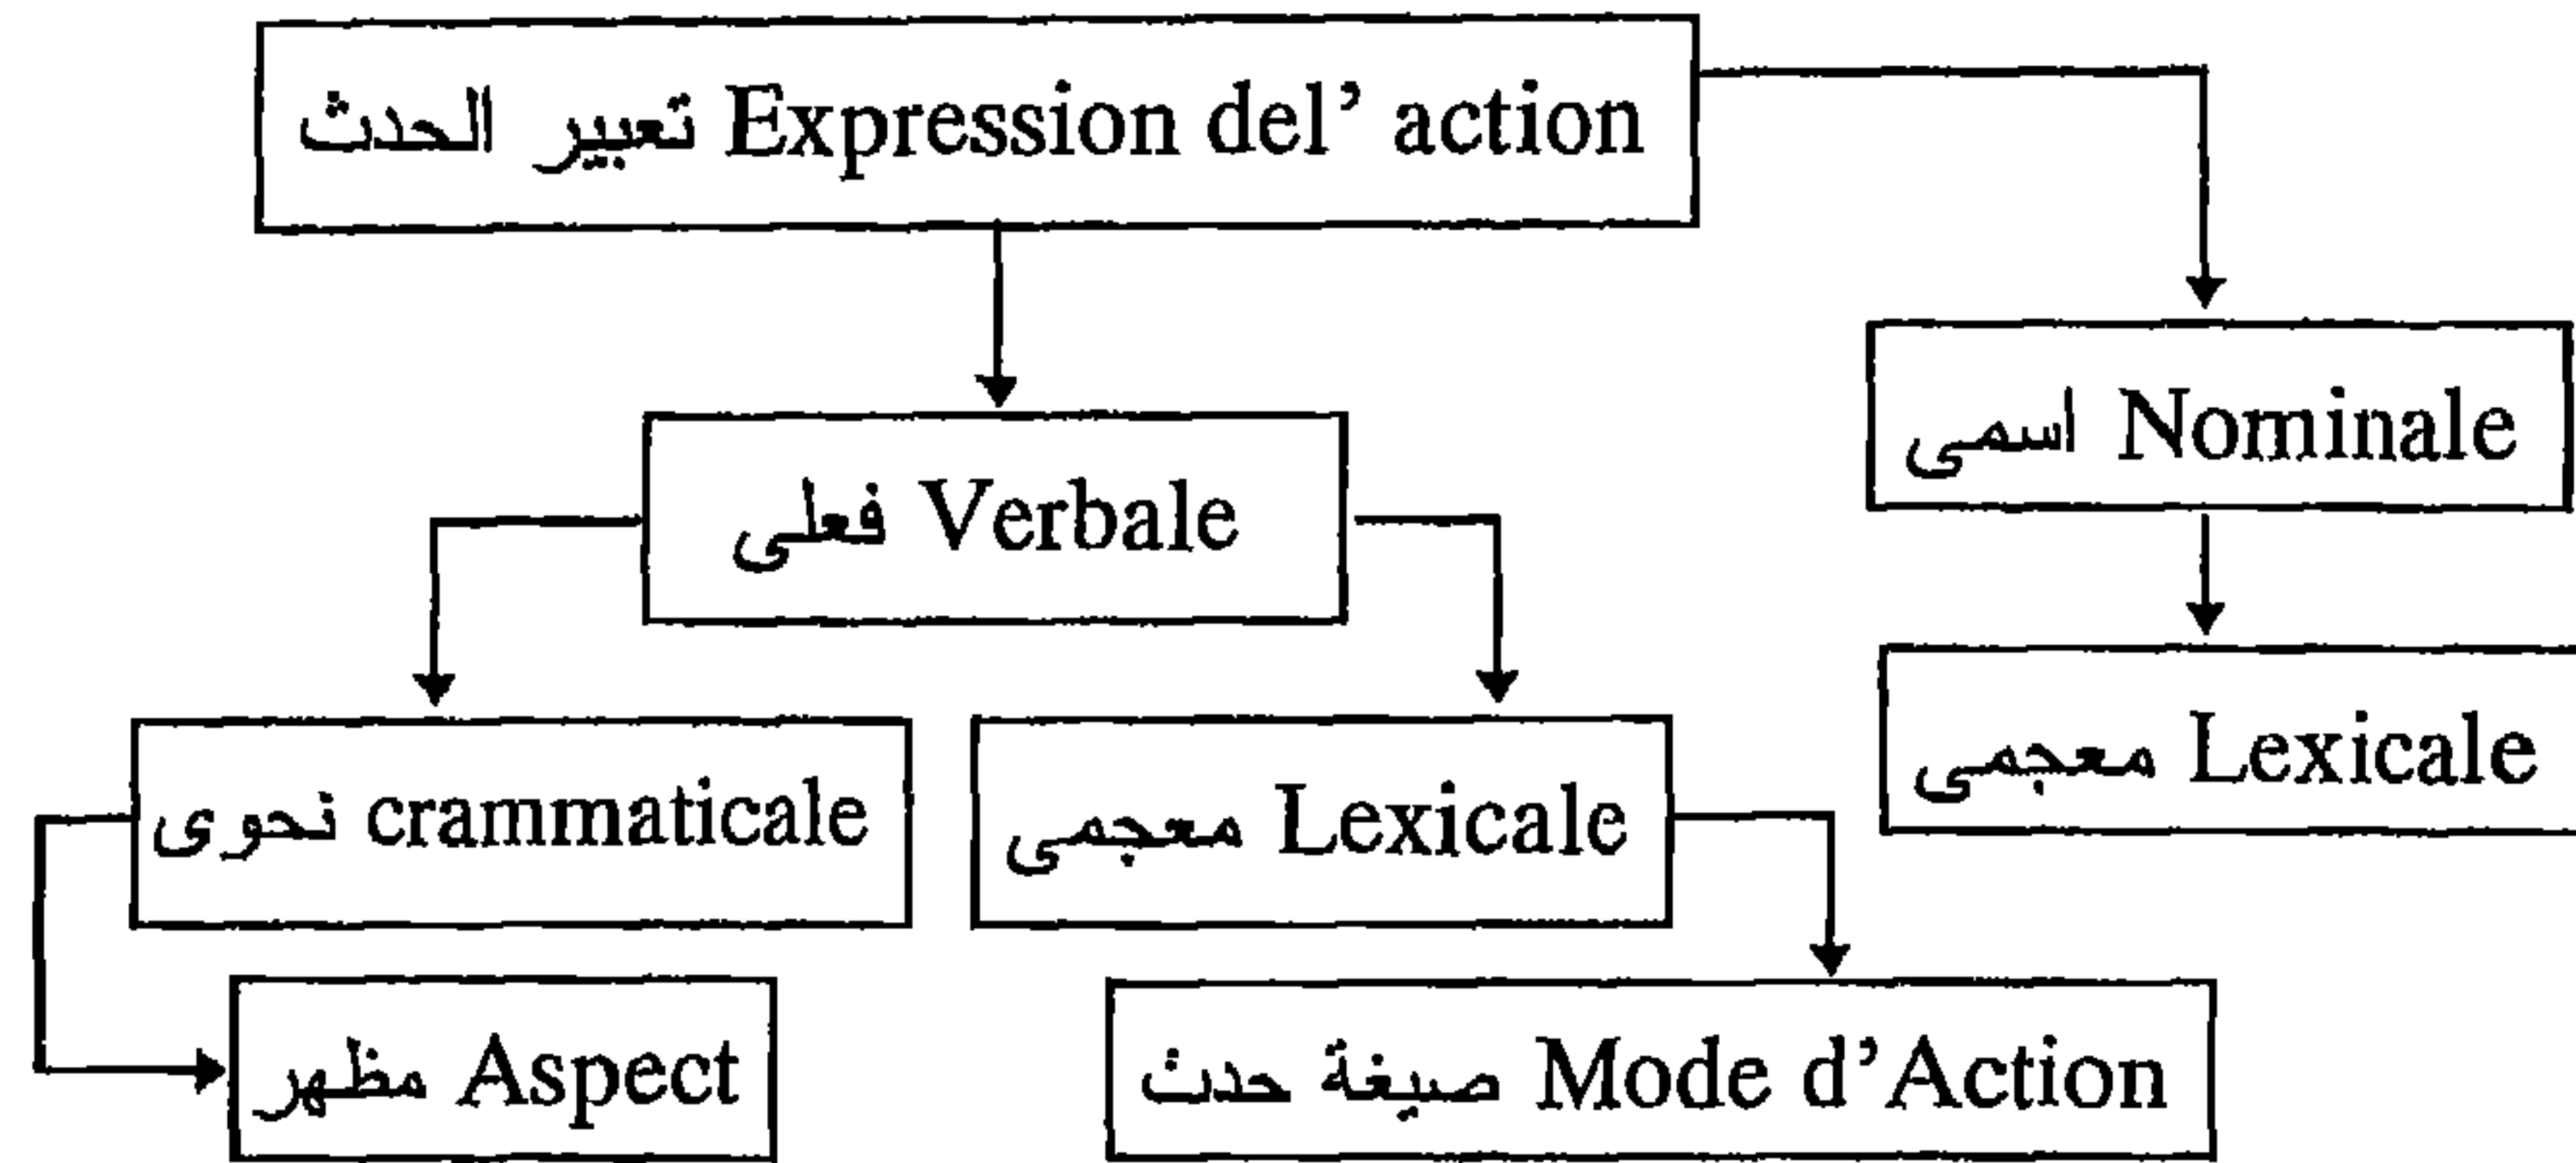 تعبير الحدث Expression del’ action
اسمى Nominale
فعلى Verbale
معجمى Lexicale
نحوى crammaticale
معجمى Lexicale
مظهر Aspect
صيغة حدث Mode d’Action